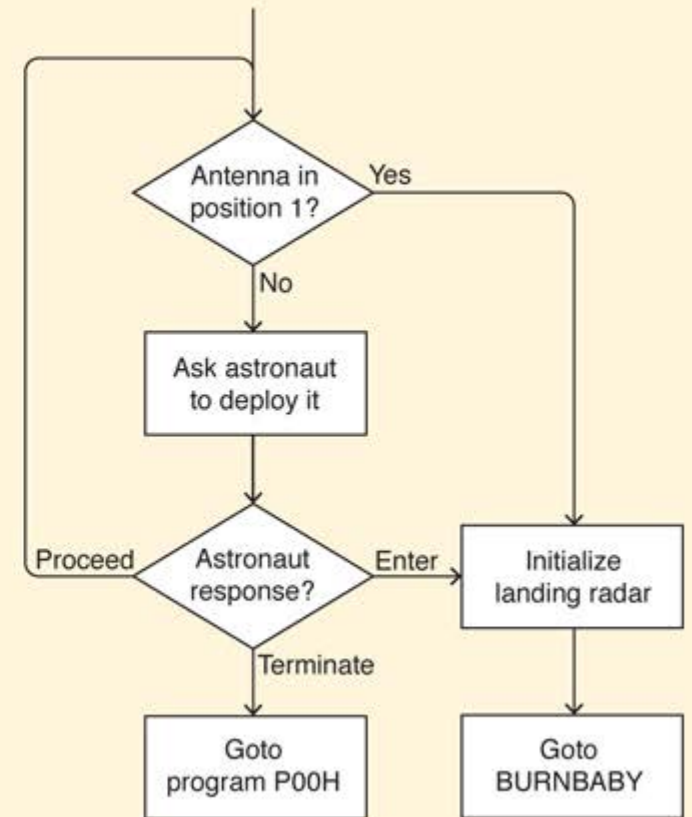 Antenna in
position 1?
Yes
No
Ask astronaut
to deploy it
Proceed
Astronaut
response?
Enter
Initialize
landing radar
Terminate
Goto
program P00H
Goto
BURNBABY